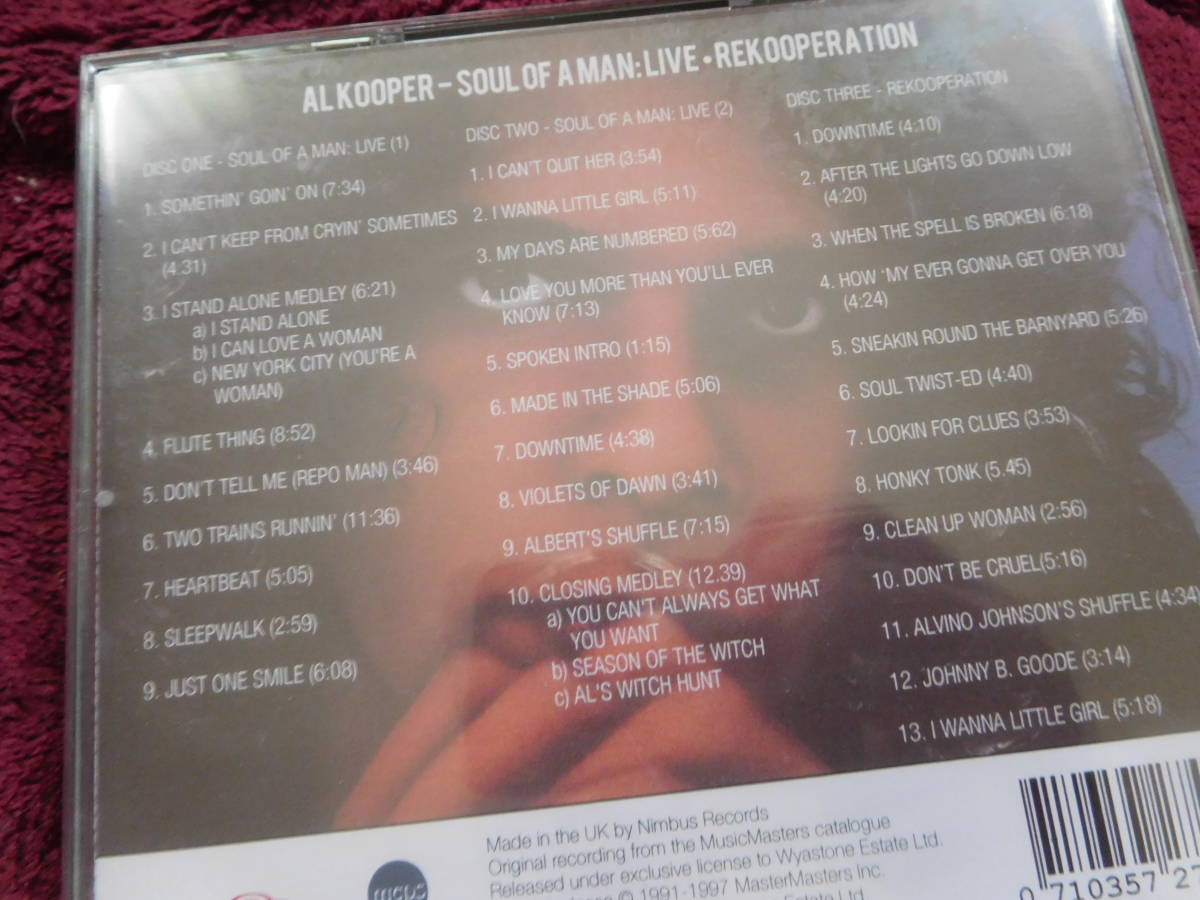 AL KOOPER – SOUL OF A MAN: LIVE • REKOOPERATION
DISC ONE - SOUL OF A MAN: LIVE (1)
1. SOMETHIN' GOIN' ON (7:34)
2. I CAN'T KEEP FROM CRYIN' SOMETIMES
(4:31)
3. I STAND ALONE MEDLEY (6:21)
a) I STAND ALONE
b) I CAN LOVE A WOMAN
c) NEW YORK CITY (YOU'RE A
WOMAN)
4. FLUTE THING (8:52)
5. DON'T TELL ME (REPO MAN) (3:46)
6. TWO TRAINS RUNNIN' (11:36)
7. HEARTBEAT (5:05)
8. SLEEPWALK (2:59)
9. JUST ONE SMILE (6:08)
DISC TWO - SOUL OF A MAN: LIVE (2)
1. I CAN'T QUIT HER (3:54)
2. I WANNA LITTLE GIRL (5:11)
3. MY DAYS ARE NUMBERED (5:62)
4. LOVE YOU MORE THAN YOU'LL EVER
KNOW (7:13)
5. SPOKEN INTRO (1:15)
6. MADE IN THE SHADE (5:06)
7. DOWNTIME (4:38)
8. VIOLETS OF DAWN (3:41)
9. ALBERT'S SHUFFLE (7:15)
10. CLOSING MEDLEY (12.39)
a) YOU CAN'T ALWAYS GET WHAT
YOU WANT
b) SEASON OF THE WITCH
c) AL'S WITCH HUNT
DISC THREE - REKOOPERATION
1. DOWNTIME (4:10)
2. AFTER THE LIGHTS GO DOWN LOW
(4:20)
3. WHEN THE SPELL IS BROKEN (6:18)
4. HOW 'MY EVER GONNA GET OVER YOU
(4:24)
5. SNEAKIN ROUND THE BARNYARD (5:26)
6. SOUL TWIST-ED (4:40)
7. LOOKIN FOR CLUES (3:53)
8. HONKY TONK (5.45)
9. CLEAN UP WOMAN (2:56)
10. DON'T BE CRUEL(5:16)
11. ALVINO JOHNSON'S SHUFFLE (4:34)
12. JOHNNY B. GOODE (3:14)
13. I WANNA LITTLE GIRL (5:18)
Made in the UK by Nimbus Records
Original recording from the MusicMasters catalogue
Released under exclusive license to Wyastone Estate Ltd.
© 1991-1997 MasterMasters Inc.
Estate Ltd.
mcps
0 710357 2